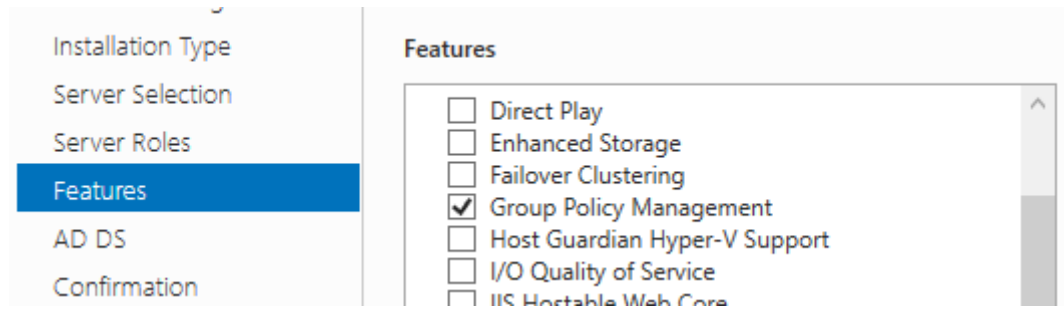 Installation Type
Server Selection
Server Roles
Features
AD DS
Confirmation
Features
Direct Play
Enhanced Storage
Failover Clustering
Group Policy Management
Host Guardian Hyper-V Support
I/O Quality of Service
IIS Hostable Web Core